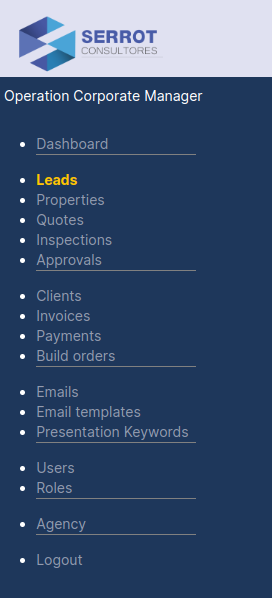 SERROT
CONSULTORES
Operation Corporate Manager
Dashboard
Leads
Properties
Quotes
Inspections
Approvals
Clients
Invoices
Payments
Build orders
Emails
Email templates
Presentation Keywords
Users
Roles
Agency
Logout